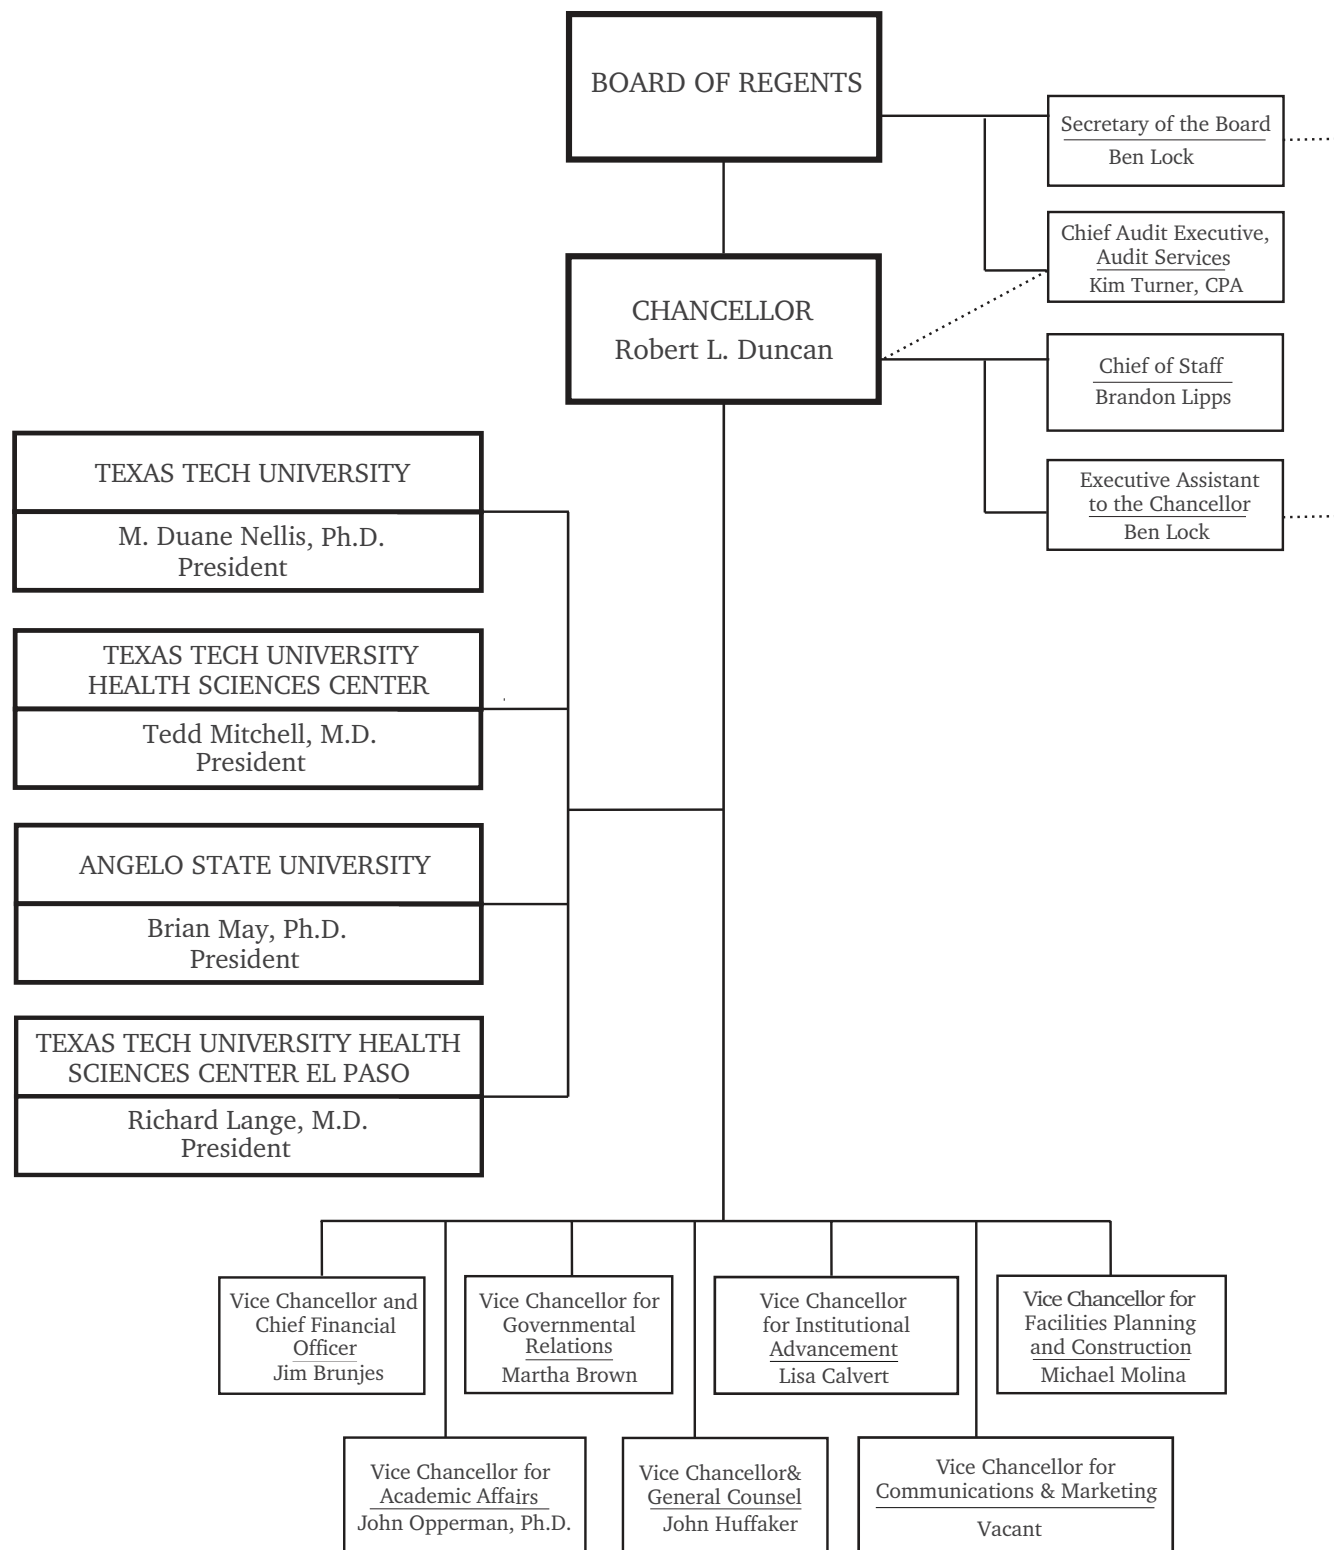 BOARD OF REGENTS
Secretary of the Board
Ben Lock
Chief Audit Executive,
Audit Services
Kim Turner, CPA
CHANCELLOR
Robert L. Duncan
Chief of Staff
Brandon Lipps
Executive Assistant
to the Chancellor
Ben Lock
TEXAS TECH UNIVERSITY
M. Duane Nellis, Ph.D.
President
TEXAS TECH UNIVERSITY
HEALTH SCIENCES CENTER
Tedd Mitchell, M.D.
President
ANGELO STATE UNIVERSITY
Brian May, Ph.D.
President
TEXAS TECH UNIVERSITY HEALTH
SCIENCES CENTER EL PASO
Richard Lange, M.D.
President
Vice Chancellor and
Chief Financial
Officer
Jim Brunjes
Vice Chancellor for
Governmental
Relations
Martha Brown
Vice Chancellor
for Institutional
Advancement
Lisa Calvert
Vice Chancellor for
Facilities Planning
and Construction
Michael Molina
Vice Chancellor for
Academic Affairs
John Opperman, Ph.D.
Vice Chancellor&
General Counsel
John Huffaker
Vice Chancellor for
Communications & Marketing
Vacant